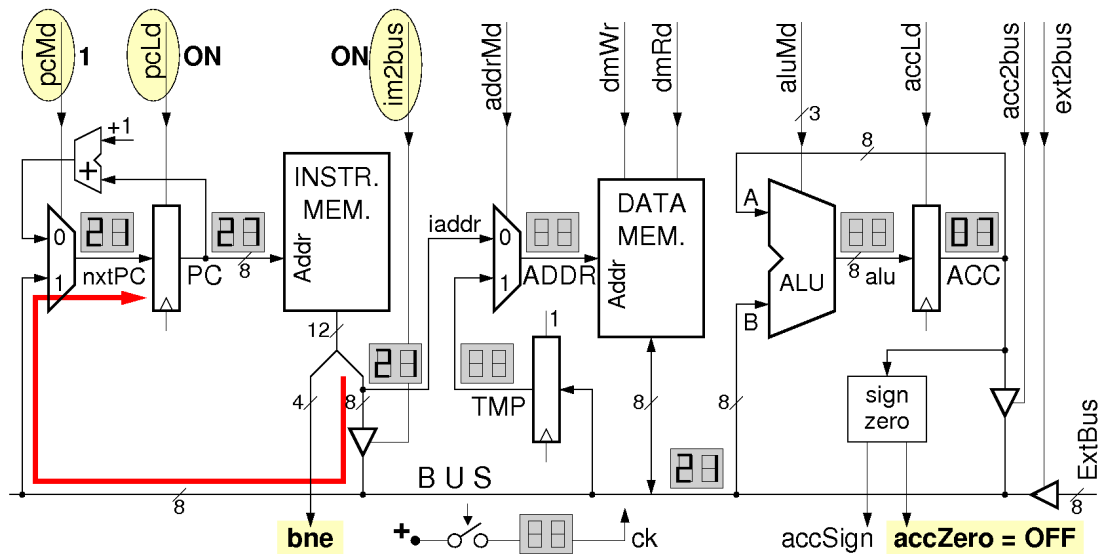 pcMd
1
pcLd
ON
ON
im2bus
addrMd
dmWr
dmRd
aluMd
3
accLd
acc2bus
ext2bus
+1
+
8
INSTR.
MEM.
Addr
0
1
21
nxtPC
27
PC
8
iaddr
0
1
ADDR
DATA
MEM.
Addr
A
B
ALU
8
alu
07
ACC
12
4
8
21
TMP
1
8
8
sign
zero
21
B U S
8
8
ExtBus
bne
+
ck
accSign
accZero = OFF